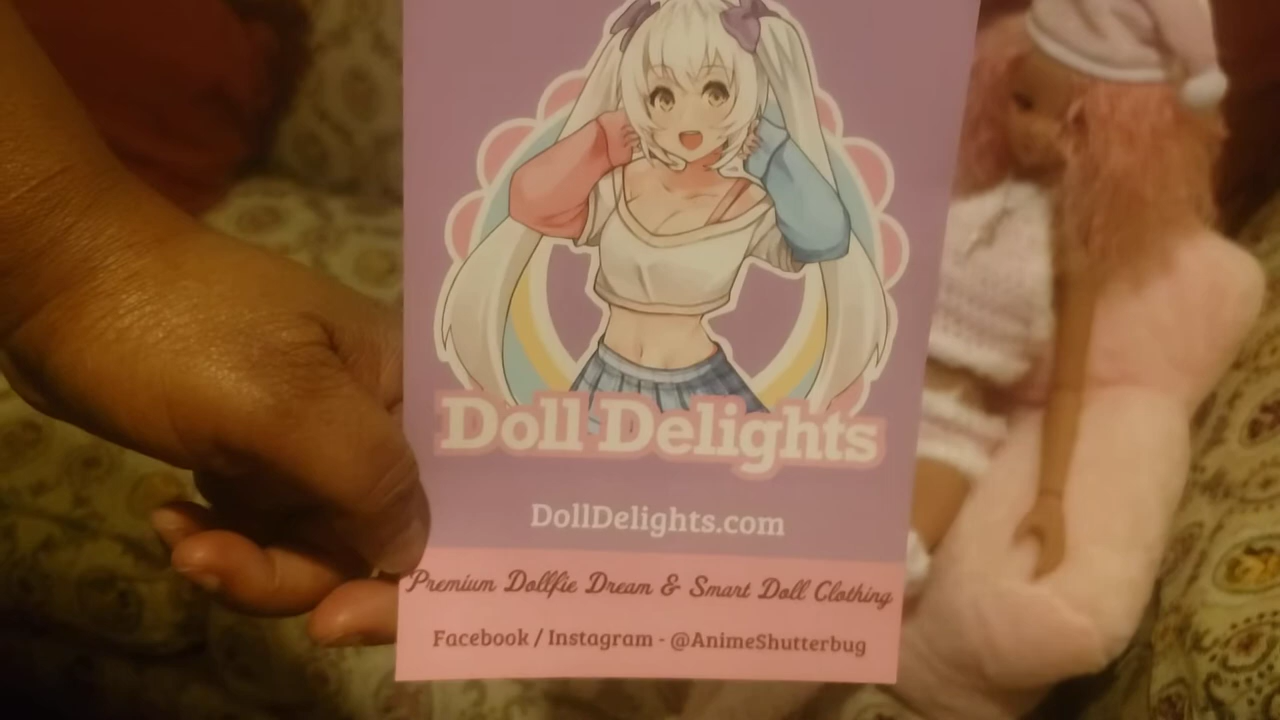 Doll Delights
DollDelights.com
Premium Dollfie Dream & Smart Doll Clothing
Facebook / Instagram - @AnimeShutterbug